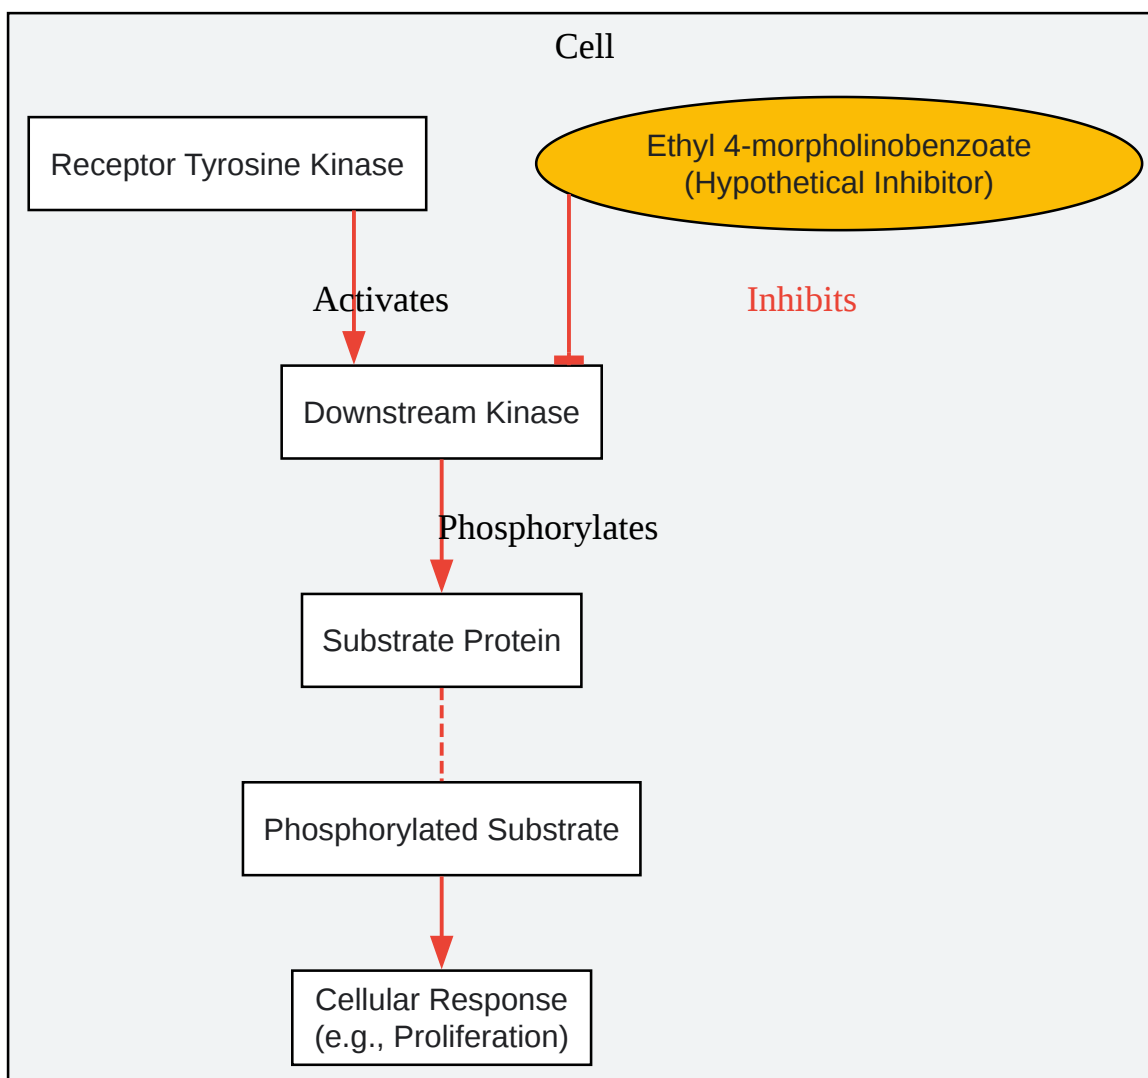 Cell
Receptor Tyrosine Kinase
Ethyl 4-morpholinobenzoate
(Hypothetical Inhibitor)
Activates
Inhibits
Downstream Kinase
Phosphorylates
Substrate Protein
Phosphorylated Substrate
Cellular Response
(e.g., Proliferation)